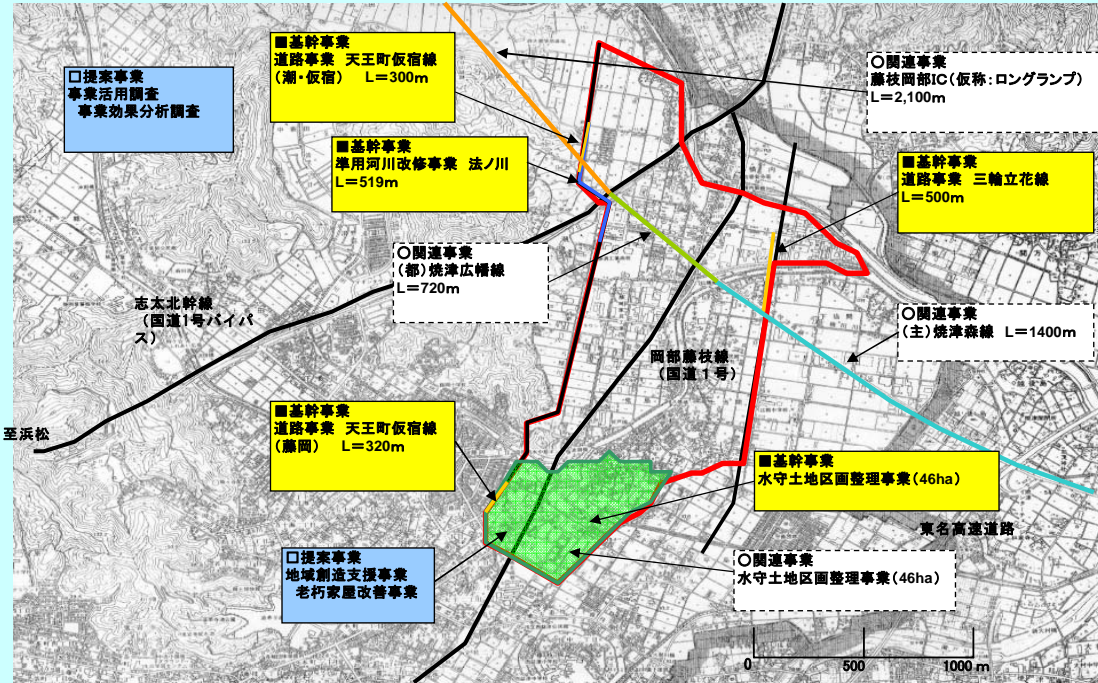 ■基幹事業
道路事業 天王町仮宿線
(潮・仮宿) L=300m
□提案事業
事業活用調査
事業効果分析調査
○関連事業
藤枝岡部IC(仮称:ロングランプ)
L=2,100m
■基幹事業
準用河川改修事業 法ノ川
L=519m
■基幹事業
道路事業 三輪立花線
L=500m
○関連事業
(都)焼津広幡線
L=720m
志太北幹線
(国道1号バイパ
ス)
○関連事業
(主)焼津森線 L=1400m
岡部藤枝線
(国道1号)
至浜松
■基幹事業
道路事業 天王町仮宿線
(藤岡) L=320m
■基幹事業
水守土地区画整理事業(46ha)
東名高速道路
□提案事業
地域創造支援事業
老朽家屋改善事業
○関連事業
水守土地区画整理事業(46ha)
0 500 1000 m